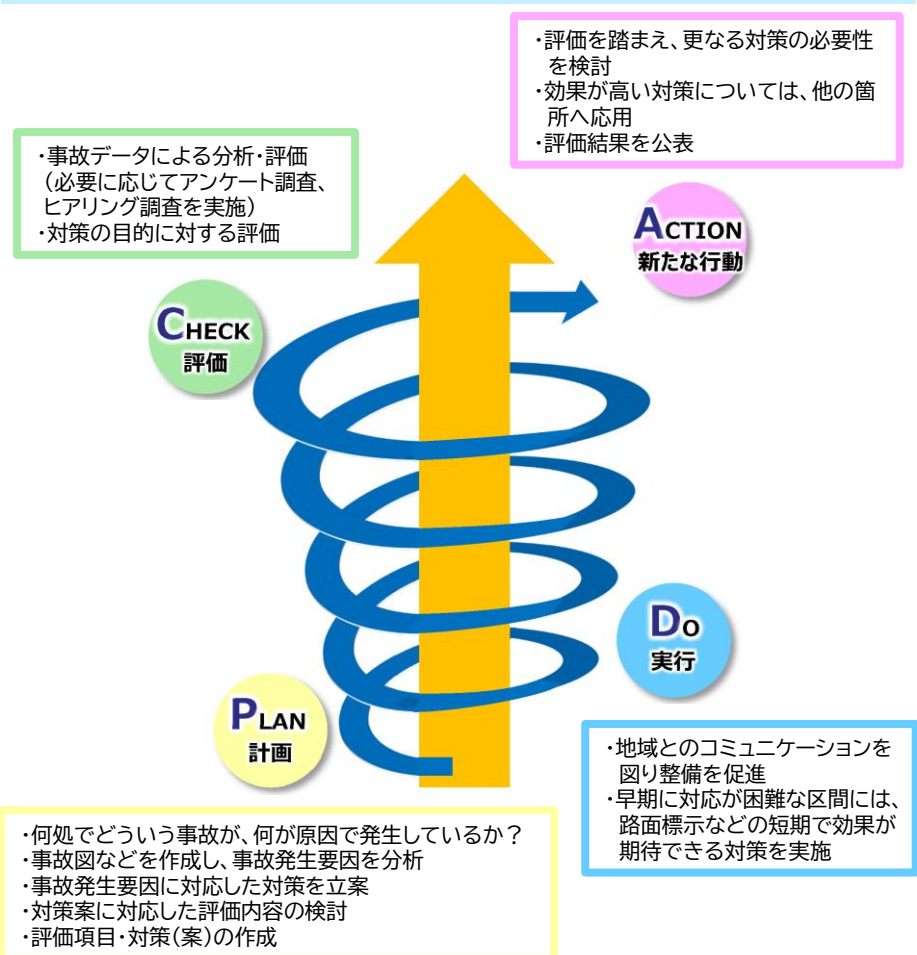 ・評価を踏まえ、更なる対策の必要性
を検討
・効果が高い対策については、他の箇
所へ応用
・評価結果を公表
・事故データによる分析・評価
(必要に応じてアンケート調査、
ヒアリング調査を実施)
・対策の目的に対する評価
ACTION
新たな行動
CHECK
評価
Do
実行
PLAN
計画
・地域とのコミュニケーションを
図り整備を促進
・早期に対応が困難な区間には、
路面標示などの短期で効果が
期待できる対策を実施
・何処でどういう事故が、何が原因で発生しているか?
・事故図などを作成し、事故発生要因を分析
・事故発生要因に対応した対策を立案
・対策案に対応した評価内容の検討
・評価項目・対策(案)の作成